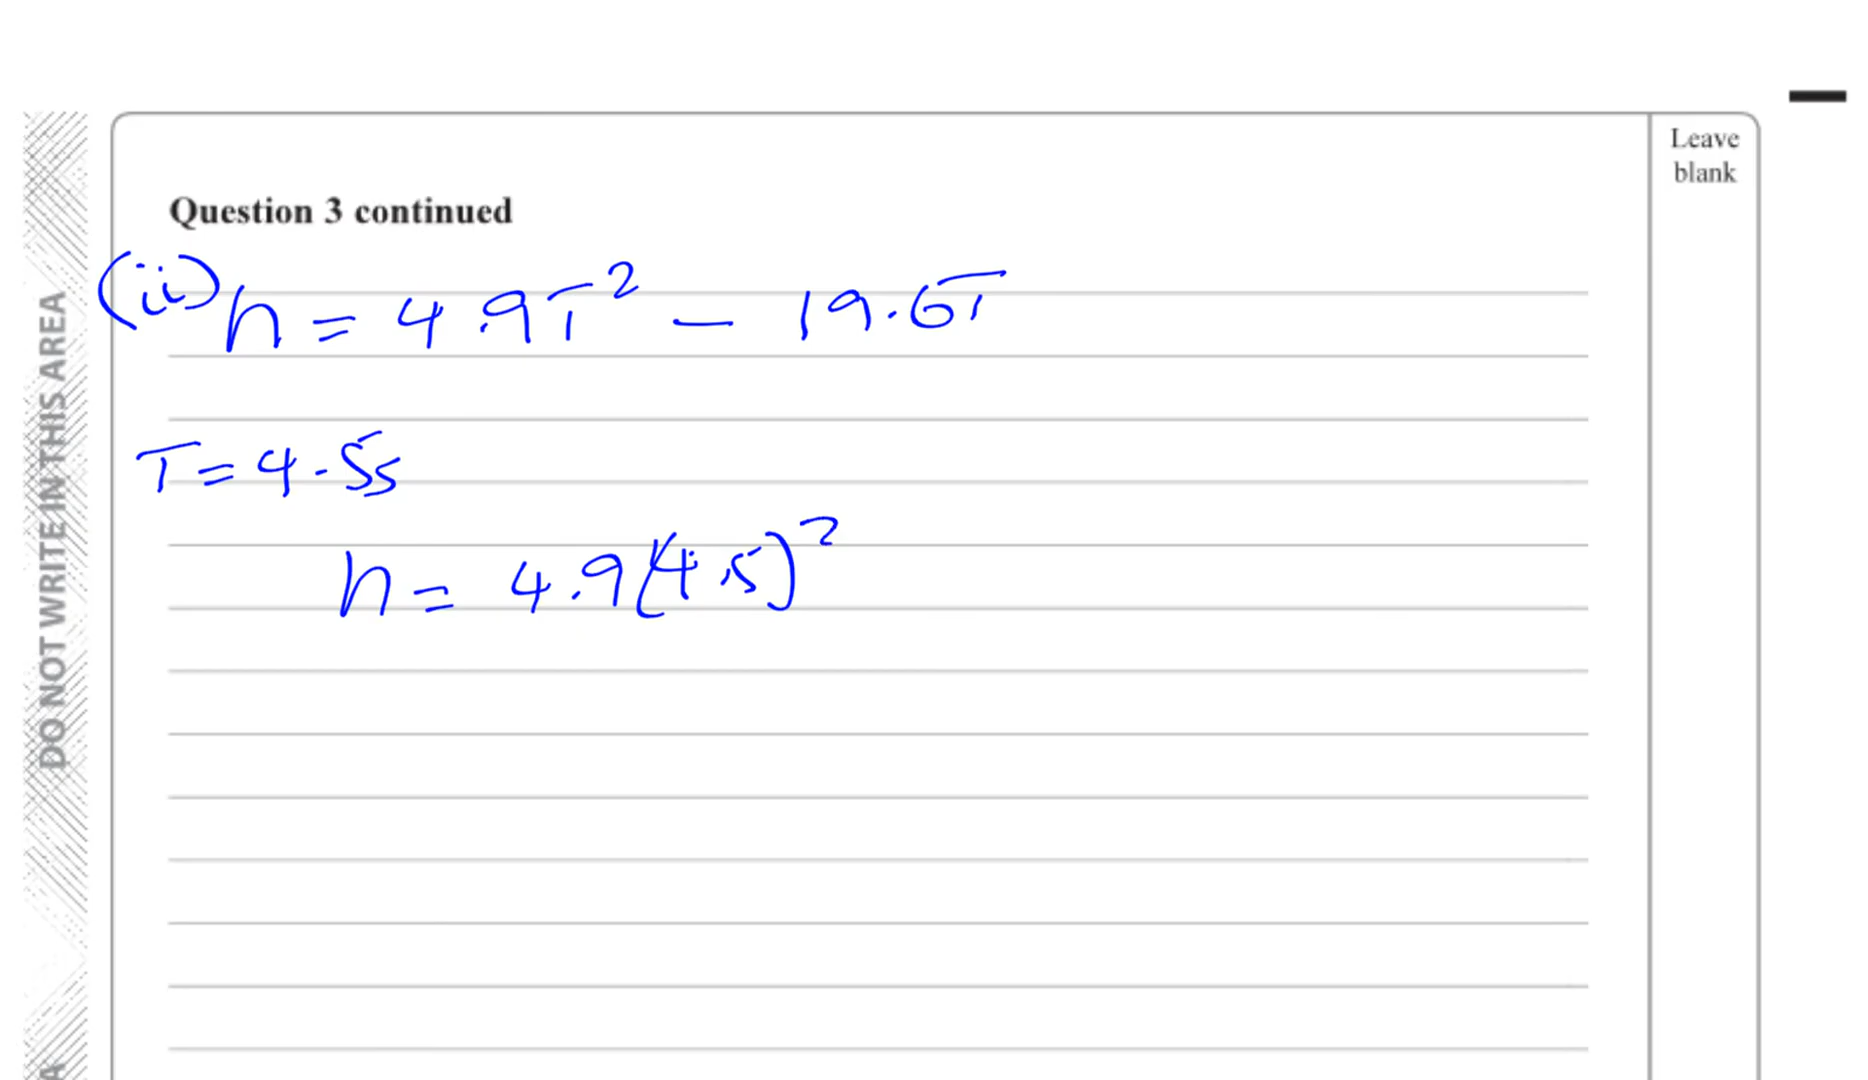 Leave
blank
Question 3 continued
(ii) h = 4.9T² - 19.6T
T = 4.5s
h = 4.9(4.5)²
DO NOT WRITE IN THIS AREA
A